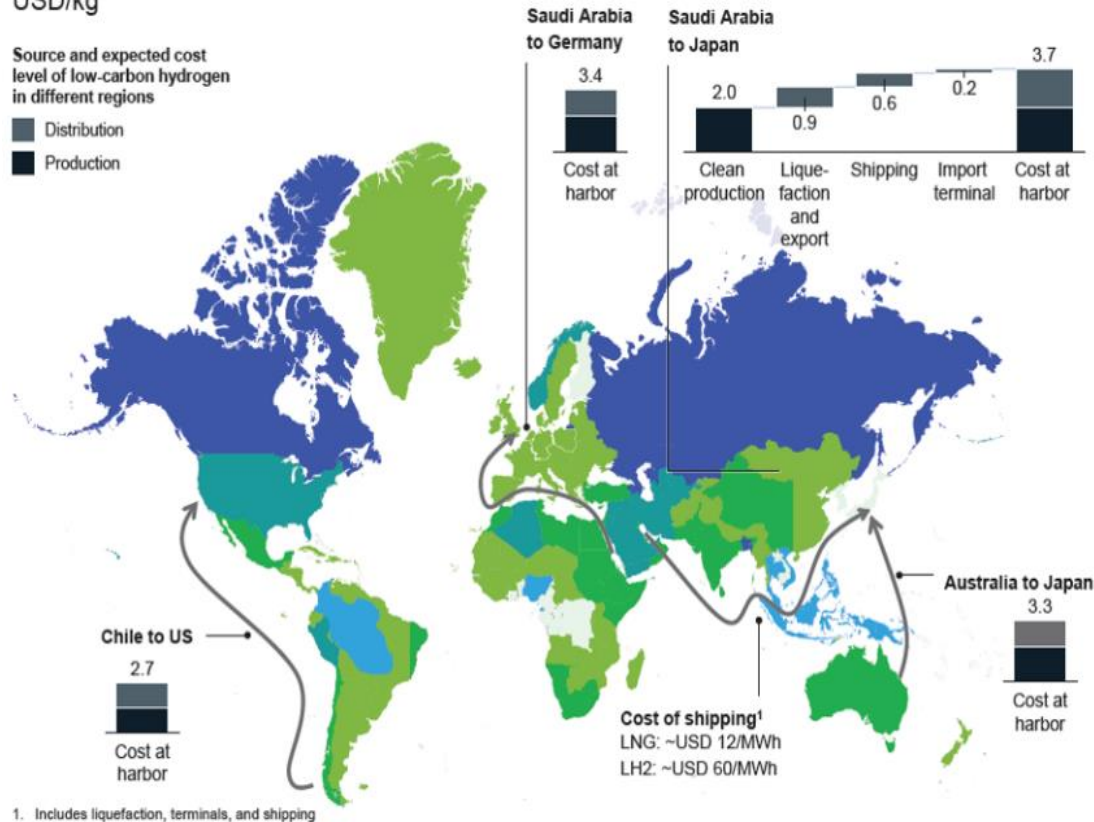 USD/kg
Source and expected cost
level of low-carbon hydrogen
in different regions
Distribution
Production
Saudi Arabia
to Germany
3.4
Cost at
harbor
Saudi Arabia
to Japan
2.0
0.9
0.6
0.2
3.7
Clean
production
Lique-
faction
and
export
Shipping
Import
terminal
Cost at
harbor
Chile to US
2.7
Cost at
harbor
Australia to Japan
3.3
Cost at
harbor
Cost of shipping¹
LNG: ~USD 12/MWh
LH2: ~USD 60/MWh
1. Includes liquefaction, terminals, and shipping